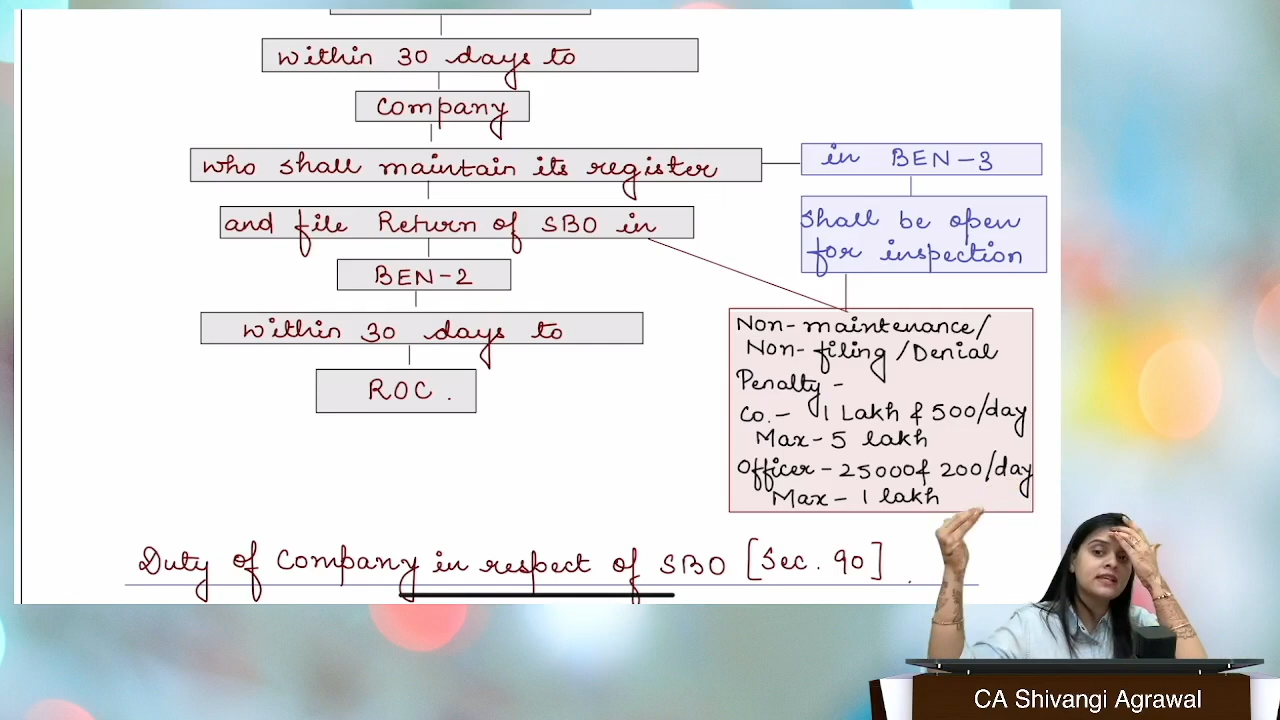 within 30 days to
Company
who shall maintain its register
in BEN-3
and file Return of SBO in
shall be open
for inspection
BEN-2
within 30 days to
ROC.
Non-maintenance/
Non-filing/Denial
Penalty -
Co. - 1 Lakh & 500/day
Max - 5 lakh
Officer - 25000 & 200/day
Max - 1 lakh
Duty of Company in respect of SBO [Sec. 90]
CA Shivangi Agrawal